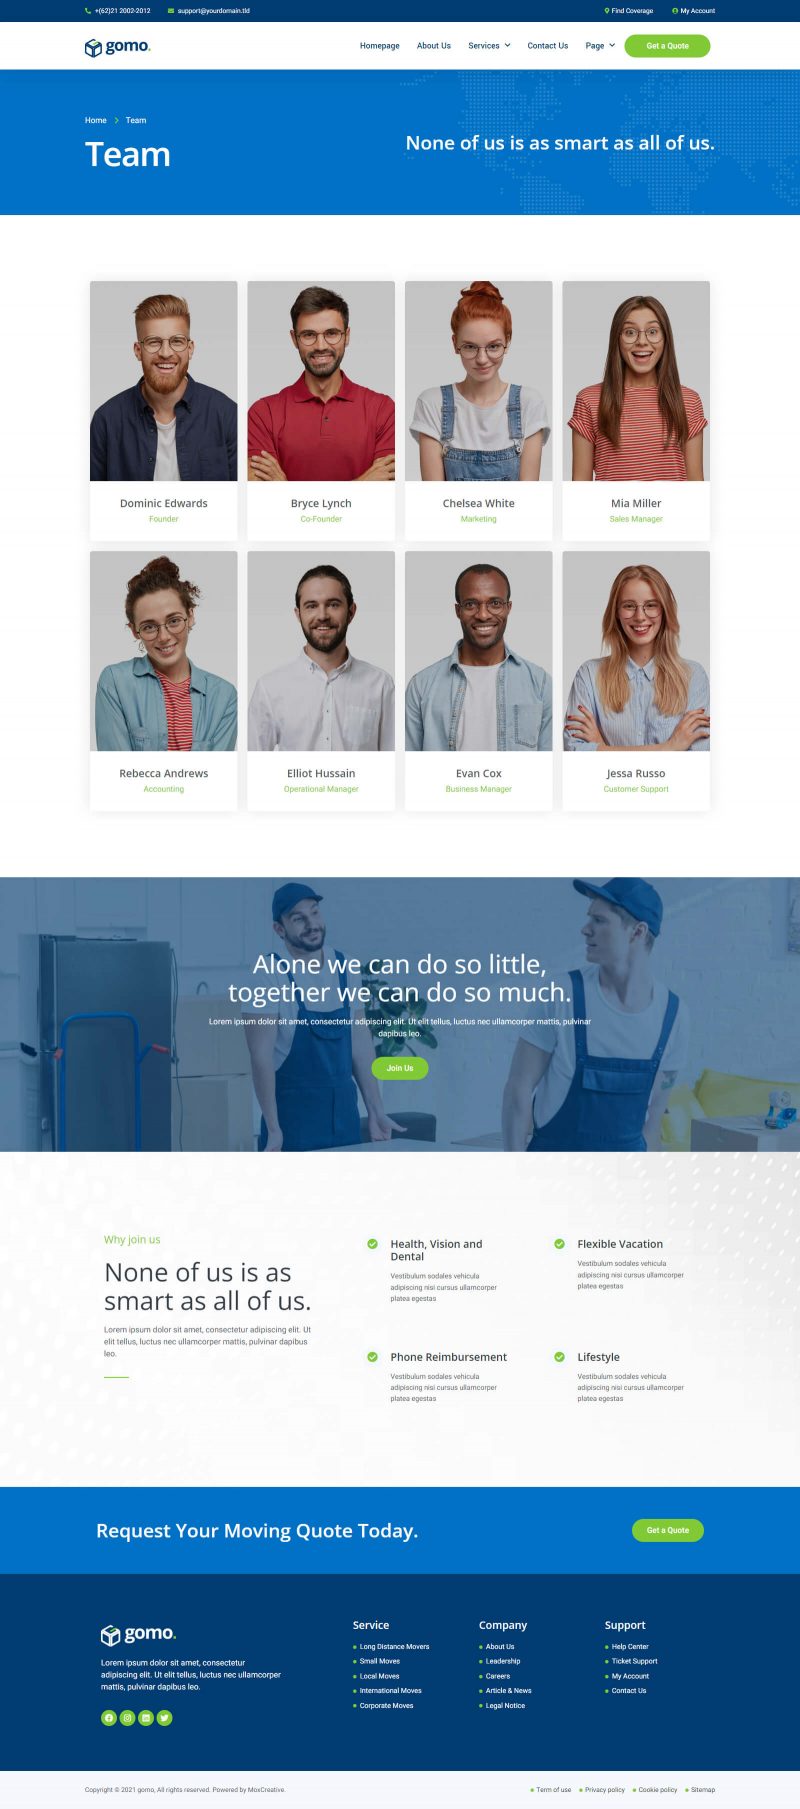 +(62)21 2002-2012 support@yourdomain.tld Find Coverage My Account
gomo. Homepage About Us Services Contact Us Page Get a Quote
Home Team
Team
None of us is as smart as all of us.
Dominic Edwards
Founder
Bryce Lynch
Co-Founder
Chelsea White
Marketing
Mia Miller
Sales Manager
Rebecca Andrews
Accounting
Elliot Hussain
Operational Manager
Evan Cox
Business Manager
Jessa Russo
Customer Support
Alone we can do so little,
together we can do so much.
Lorem ipsum dolor sit amet, consectetur adipiscing elit. Ut elit tellus, luctus nec ullamcorper mattis, pulvinar
dapibus leo.
Join Us
Why join us
None of us is as
smart as all of us.
Lorem ipsum dolor sit amet, consectetur adipiscing elit. Ut
elit tellus, luctus nec ullamcorper mattis, pulvinar dapibus
leo.
Health, Vision and
Dental
Vestibulum sodales vehicula
adipiscing nisi cursus ullamcorper
platea egestas
Flexible Vacation
Vestibulum sodales vehicula
adipiscing nisi cursus ullamcorper
platea egestas
Phone Reimbursement
Vestibulum sodales vehicula
adipiscing nisi cursus ullamcorper
platea egestas
Lifestyle
Vestibulum sodales vehicula
adipiscing nisi cursus ullamcorper
platea egestas
Request Your Moving Quote Today.
Get a Quote
gomo.
Lorem ipsum dolor sit amet, consectetur
adipiscing elit. Ut elit tellus, luctus nec ullamcorper
mattis, pulvinar dapibus leo.
Service
Long Distance Movers
Small Moves
Local Moves
International Moves
Corporate Moves
Company
About Us
Leadership
Careers
Article & News
Legal Notice
Support
Help Center
Ticket Support
My Account
Contact Us
Copyright © 2021 gomo, All rights reserved. Powered by MoxCreative.
Term of use Privacy policy Cookie policy Sitemap